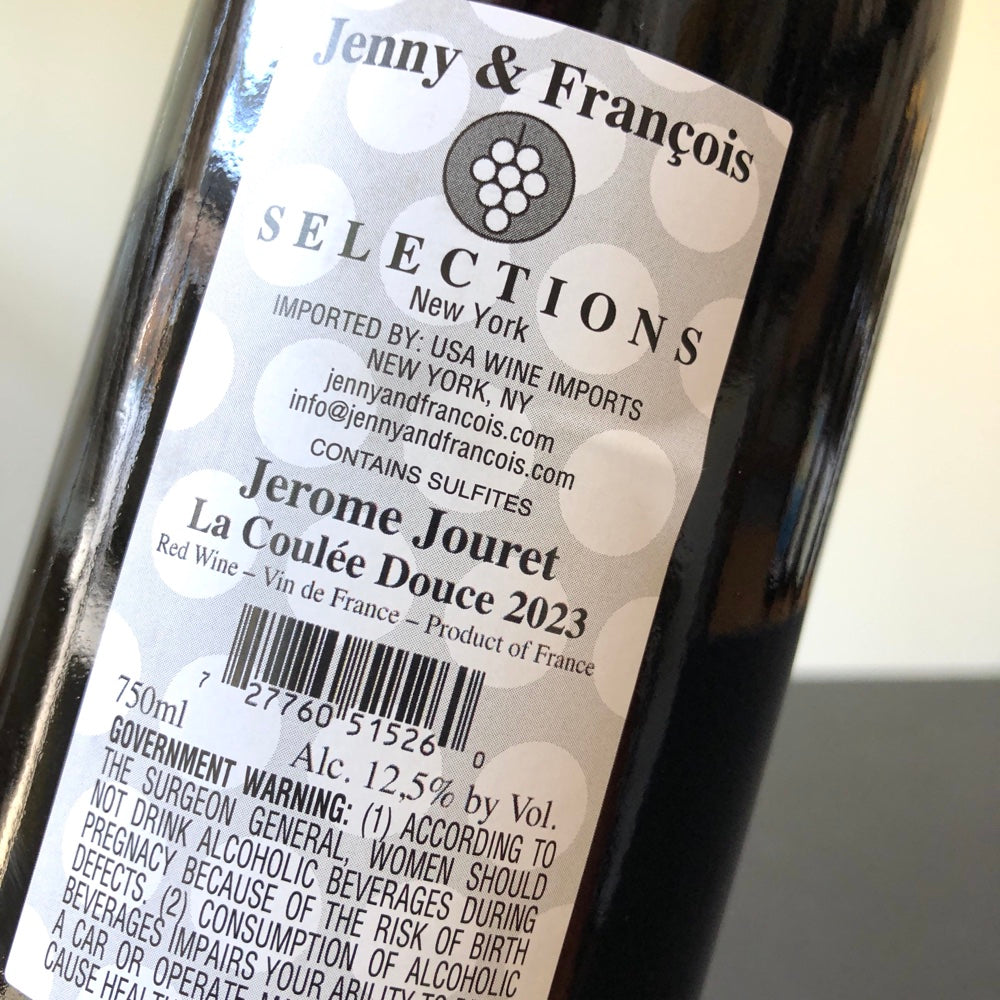 Jenny & François
SELECTIONS
New York
IMPORTED BY: USA WINE IMPORTS
NEW YORK, NY
jennyandfrancois.com
info@jennyandfrancois.com
CONTAINS SULFITES
Jerome Jouret
La Coulée Douce 2023
Red Wine – Vin de France – Product of France
7 27760 51526 0
750ml
Alc. 12,5% by Vol.
GOVERNMENT WARNING: (1) ACCORDING TO
THE SURGEON GENERAL, WOMEN SHOULD
NOT DRINK ALCOHOLIC BEVERAGES DURING
PREGNANCY BECAUSE OF THE RISK OF BIRTH
DEFECTS. (2) CONSUMPTION OF ALCOHOLIC
BEVERAGES IMPAIRS YOUR ABILITY TO
A CAR OR OPERATE
CAUSE